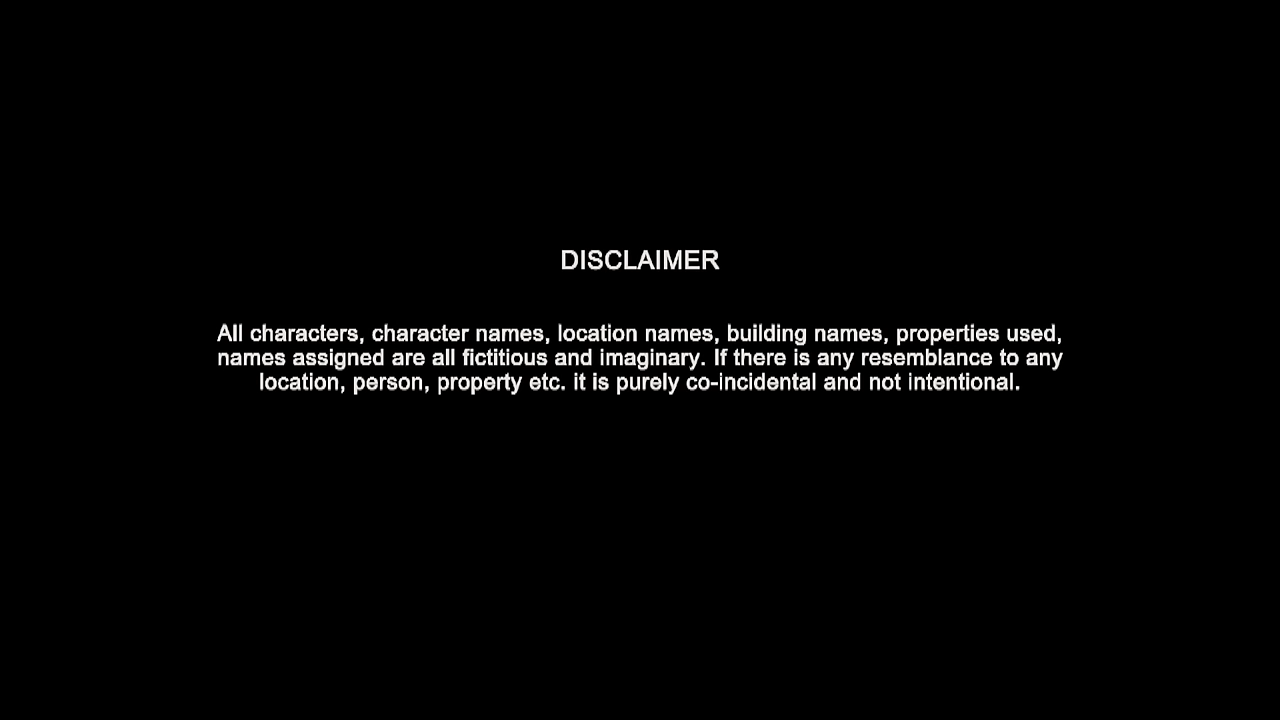 DISCLAIMER
All characters, character names, location names, building names, properties used,
names assigned are all fictitious and imaginary. If there is any resemblance to any
location, person, property etc. it is purely co-incidental and not intentional.